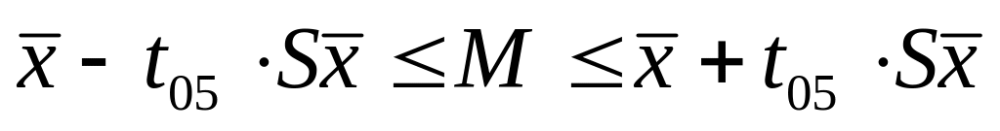 x̅ - t₀₅ ·Sx̅ ≤ M ≤ x̅ + t₀₅ ·Sx̅